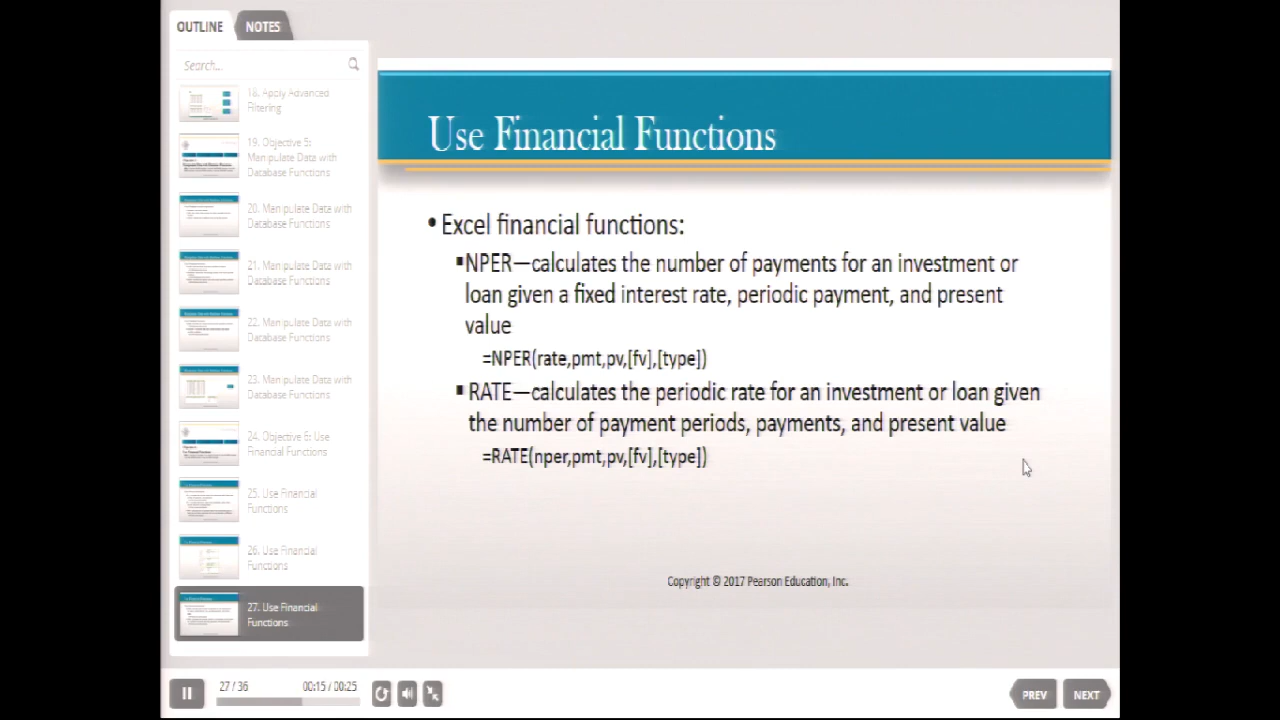 OUTLINE
NOTES
Search...
18. Apply Advanced
Filtering
19. Objective 5:
Manipulate Data with
Database Functions
20. Manipulate Data with
Database Functions
21. Manipulate Data with
Database Functions
22. Manipulate Data with
Database Functions
23. Manipulate Data with
Database Functions
24. Objective 6: Use
Financial Functions
25. Use Financial
Functions
26. Use Financial
Functions
27. Use Financial
Functions
Use Financial Functions
• Excel financial functions:
▪ NPER—calculates the number of payments for an investment or
loan given a fixed interest rate, periodic payment, and present
value
=NPER(rate,pmt,pv,[fv],[type])
▪ RATE—calculates the periodic rate for an investment or loan given
the number of payment periods, payments, and present value
=RATE(nper,pmt,pv,[fv],[type])
Copyright © 2017 Pearson Education, Inc.
27 / 36
00:15 / 00:25
PREV
NEXT